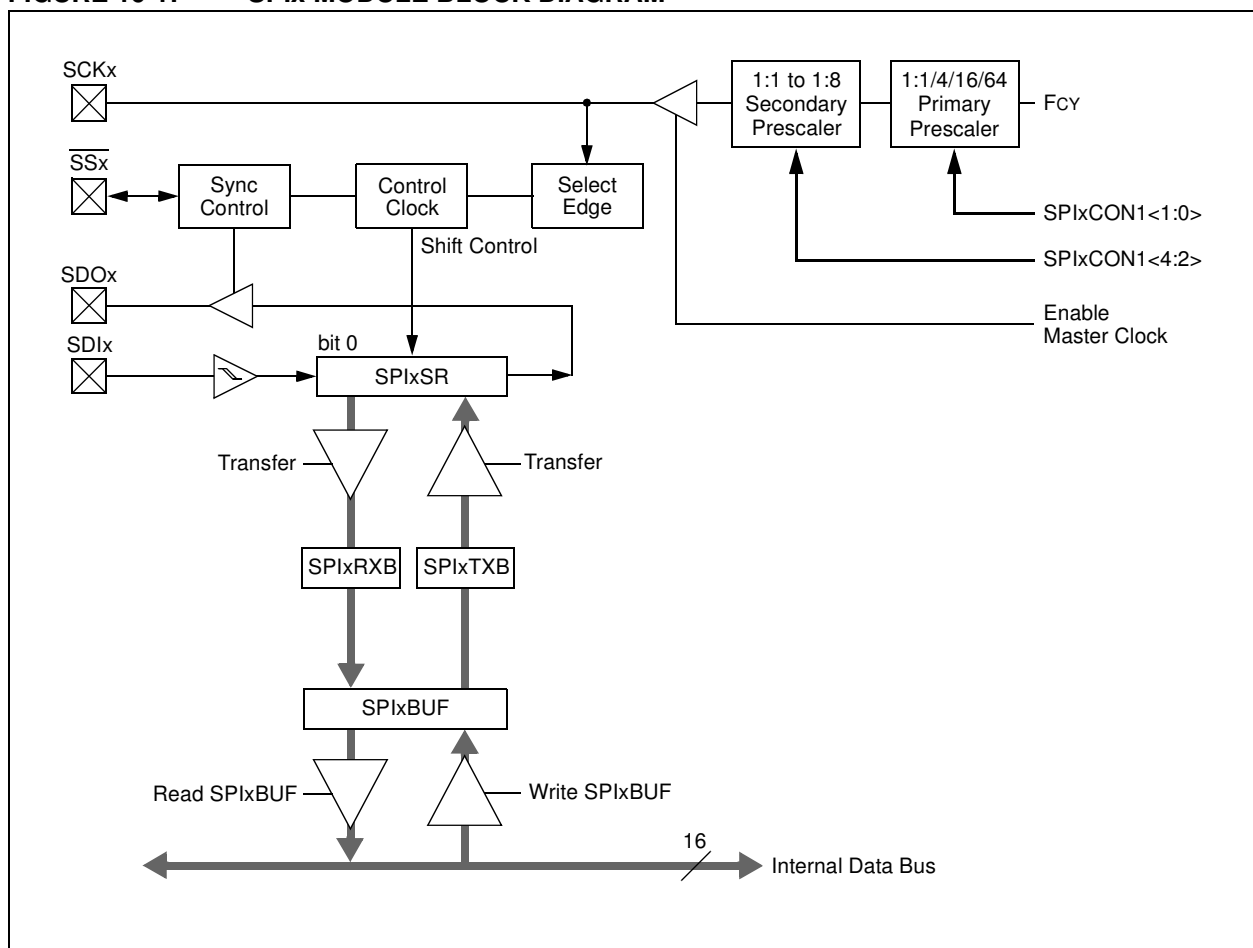 SCKx
1:1 to 1:8
Secondary
Prescaler
1:1/4/16/64
Primary
Prescaler
FCY
SSx
Sync
Control
Control
Clock
Select
Edge
SPIxCON1<1:0>
Shift Control
SPIxCON1<4:2>
SDOx
Enable
Master Clock
bit 0
SDIx
SPIxSR
Transfer
Transfer
SPIxRXB
SPIxTXB
SPIxBUF
Read SPIxBUF
Write SPIxBUF
16
Internal Data Bus